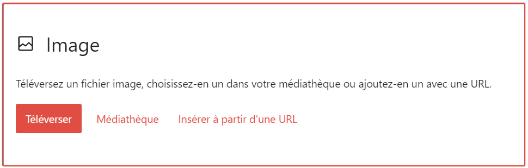 Image
Téléversez un fichier image, choisissez-en un dans votre médiathèque ou ajoutez-en un avec une URL.
Téléverser Médiathèque Insérer à partir d’une URL